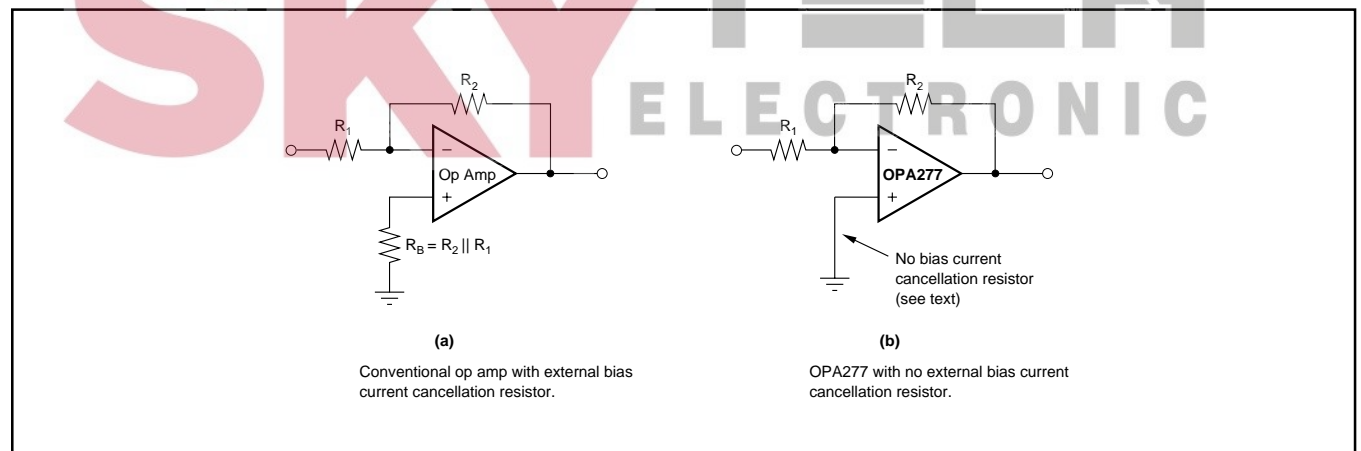 SKY
ELECTRONIC
R2
R1
−
Op Amp
+
RB = R2 || R1
(a)
Conventional op amp with external bias
current cancellation resistor.
R2
R1
−
OPA277
+
No bias current
cancellation resistor
(see text)
(b)
OPA277 with no external bias current
cancellation resistor.